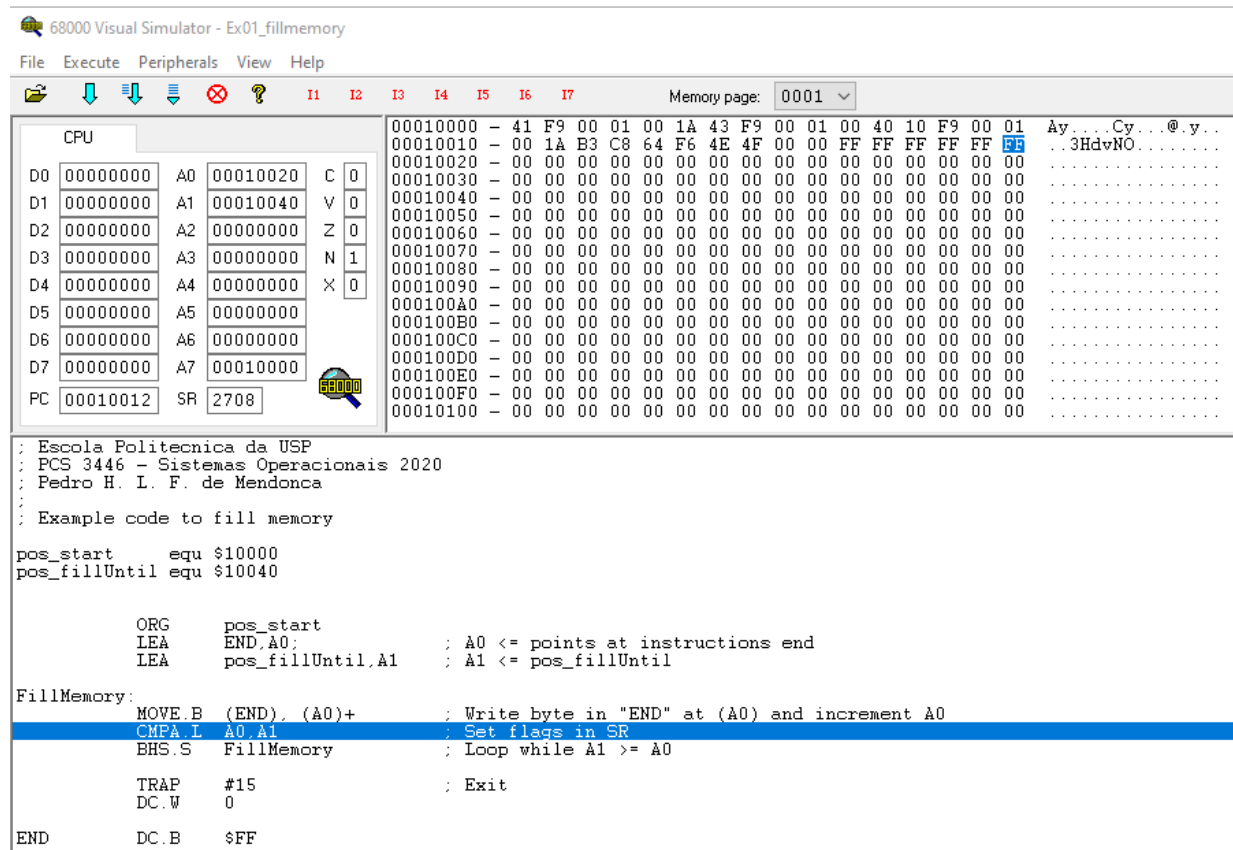 68000 Visual Simulator - Ex01_fillmemory
File Execute Peripherals View Help
I1 I2 I3 I4 I5 I6 I7 Memory page: 0001
CPU
D0 00000000 A0 00010020 C 0
D1 00000000 A1 00010040 V 0
D2 00000000 A2 00000000 Z 0
D3 00000000 A3 00000000 N 1
D4 00000000 A4 00000000 X 0
D5 00000000 A5 00000000
D6 00000000 A6 00000000
D7 00000000 A7 00010000
PC 00010012 SR 2708
68000
00010000 - 41 F9 00 01 00 1A 43 F9 00 01 00 40 10 F9 00 01 Ay....Cy...@.y..
00010010 - 00 1A B3 C8 64 F6 4E 4F 00 00 FF FF FF FF FF FF ..3HdvNO........
00010020 - 00 00 00 00 00 00 00 00 00 00 00 00 00 00 00 00 ................
00010030 - 00 00 00 00 00 00 00 00 00 00 00 00 00 00 00 00 ................
00010040 - 00 00 00 00 00 00 00 00 00 00 00 00 00 00 00 00 ................
00010050 - 00 00 00 00 00 00 00 00 00 00 00 00 00 00 00 00 ................
00010060 - 00 00 00 00 00 00 00 00 00 00 00 00 00 00 00 00 ................
00010070 - 00 00 00 00 00 00 00 00 00 00 00 00 00 00 00 00 ................
00010080 - 00 00 00 00 00 00 00 00 00 00 00 00 00 00 00 00 ................
00010090 - 00 00 00 00 00 00 00 00 00 00 00 00 00 00 00 00 ................
000100A0 - 00 00 00 00 00 00 00 00 00 00 00 00 00 00 00 00 ................
000100B0 - 00 00 00 00 00 00 00 00 00 00 00 00 00 00 00 00 ................
000100C0 - 00 00 00 00 00 00 00 00 00 00 00 00 00 00 00 00 ................
000100D0 - 00 00 00 00 00 00 00 00 00 00 00 00 00 00 00 00 ................
000100E0 - 00 00 00 00 00 00 00 00 00 00 00 00 00 00 00 00 ................
000100F0 - 00 00 00 00 00 00 00 00 00 00 00 00 00 00 00 00 ................
00010100 - 00 00 00 00 00 00 00 00 00 00 00 00 00 00 00 00 ................
; Escola Politecnica da USP
; PCS 3446 - Sistemas Operacionais 2020
; Pedro H. L. F. de Mendonca
;
; Example code to fill memory
pos_start equ $10000
pos_fillUntil equ $10040
ORG pos_start
LEA END,A0; ; A0 <= points at instructions end
LEA pos_fillUntil,A1 ; A1 <= pos_fillUntil
FillMemory:
MOVE.B (END), (A0)+ ; Write byte in "END" at (A0) and increment A0
CMPA.L A0,A1 ; Set flags in SR
BHS.S FillMemory ; Loop while A1 >= A0
TRAP #15 ; Exit
DC.W 0
END DC.B $FF